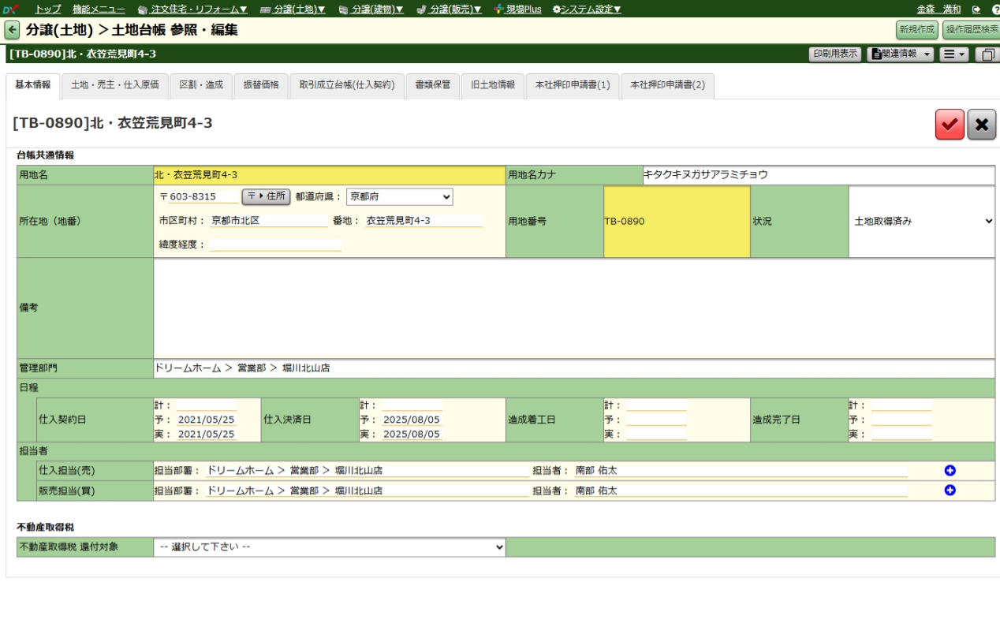 DX トップ 機能メニュー 注文住宅・リフォーム▼ 分譲(土地)▼ 分譲(建物)▼ 分譲(販売)▼ 現場Plus システム設定▼ 金森 満和
分譲(土地) > 土地台帳 参照・編集 新規作成 操作履歴検索
[TB-0890]北・衣笠荒見町4-3 印刷用表示 関連情報
基本情報 土地・売主・仕入原価 区割・造成 振替価格 取引成立台帳(仕入契約) 書類保管 旧土地情報 本社押印申請書(1) 本社押印申請書(2)
[TB-0890]北・衣笠荒見町4-3
台帳共通情報
用地名 北・衣笠荒見町4-3 用地名カナ キタクキヌガサアラミチョウ
所在地（地番） 〒603-8315 〒▶住所 都道府県： 京都府
市区町村： 京都市北区 番地： 衣笠荒見町4-3 用地番号 TB-0890 状況 土地取得済み
緯度経度：
備考
管理部門 ドリームホーム ＞ 営業部 ＞ 堀川北山店
日程
仕入契約日 計： 予： 2021/05/25 実： 2021/05/25 仕入決済日 計： 予： 2025/08/05 実： 2025/08/05 造成着工日 計： 予： 実： 造成完了日 計： 予： 実：
担当者
仕入担当(売) 担当部署： ドリームホーム ＞ 営業部 ＞ 堀川北山店 担当者： 南部 佑太
販売担当(買) 担当部署： ドリームホーム ＞ 営業部 ＞ 堀川北山店 担当者： 南部 佑太
不動産取得税
不動産取得税 還付対象 -- 選択して下さい --